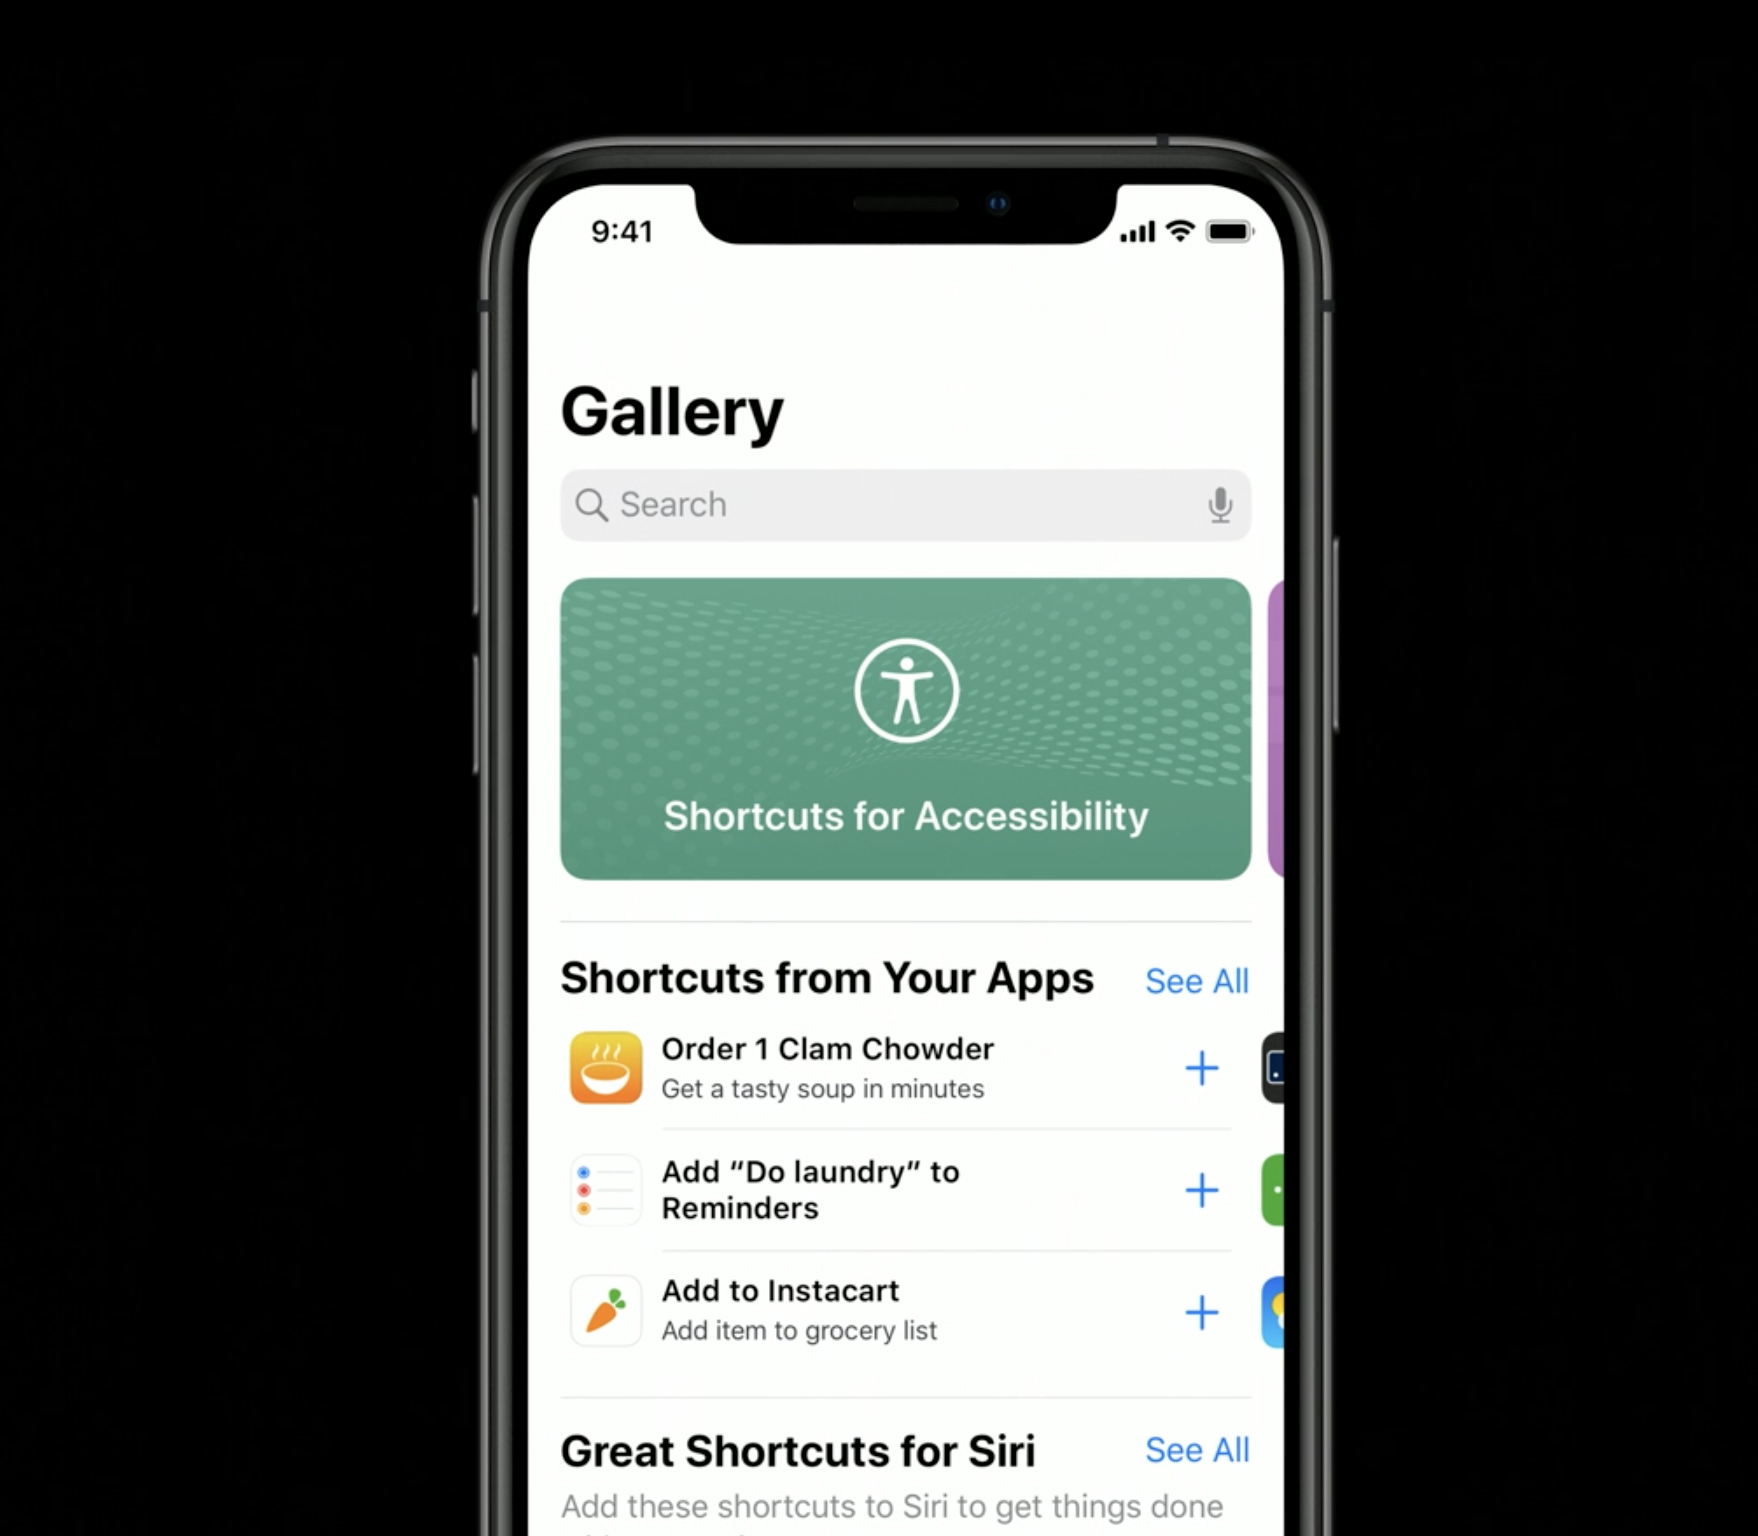 9:41
Gallery
Search
Shortcuts for Accessibility
Shortcuts from Your Apps See All
Order 1 Clam Chowder
Get a tasty soup in minutes
Add “Do laundry” to
Reminders
Add to Instacart
Add item to grocery list
Great Shortcuts for Siri See All
Add these shortcuts to Siri to get things done